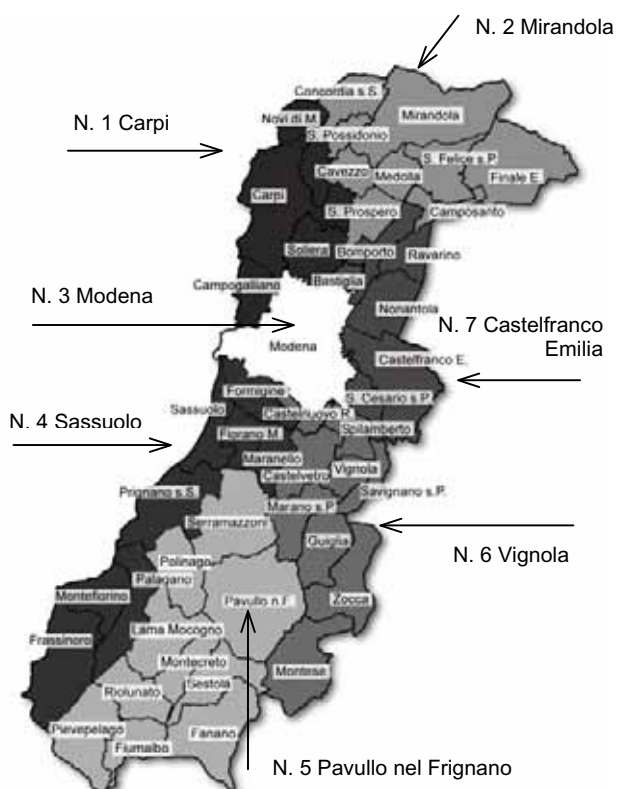 N. 2 Mirandola
Concordia s.S.
Mirandola
Novi di M.
N. 1 Carpi
S. Possidonio
S. Felice s.P.
Cavezzo
Medolla
Finale E.
Carpi
S. Prospero
Camposanto
Soliera
Bomporto
Ravarino
Campogalliano
Bastiglia
N. 3 Modena
Nonantola
N. 7 Castelfranco
Emilia
Modena
Castelfranco E.
Formigine
S. Cesario s.P.
Sassuolo
Castelnuovo R.
N. 4 Sassuolo
Fiorano M.
Spilamberto
Maranello
Vignola
Castelvetro
Prignano s.S.
Savignano s.P.
Marano s.P.
Serramazzoni
Guiglia
N. 6 Vignola
Polinago
Palagano
Montefiorino
Pavullo n.F.
Zocca
Lama Mocogno
Frassinoro
Montecreto
Montese
Sestola
Riolunato
Pievepelago
Fanano
Fiumalbo
N. 5 Pavullo nel Frignano